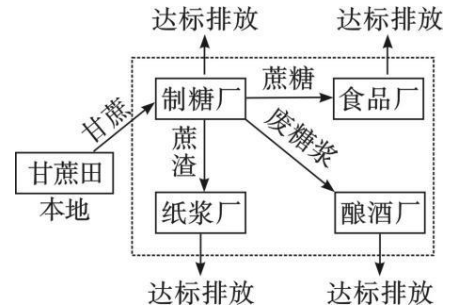 达标排放
达标排放
制糖厂
蔗糖
食品厂
甘蔗
蔗渣
废糖浆
甘蔗田
本地
纸浆厂
酿酒厂
达标排放
达标排放